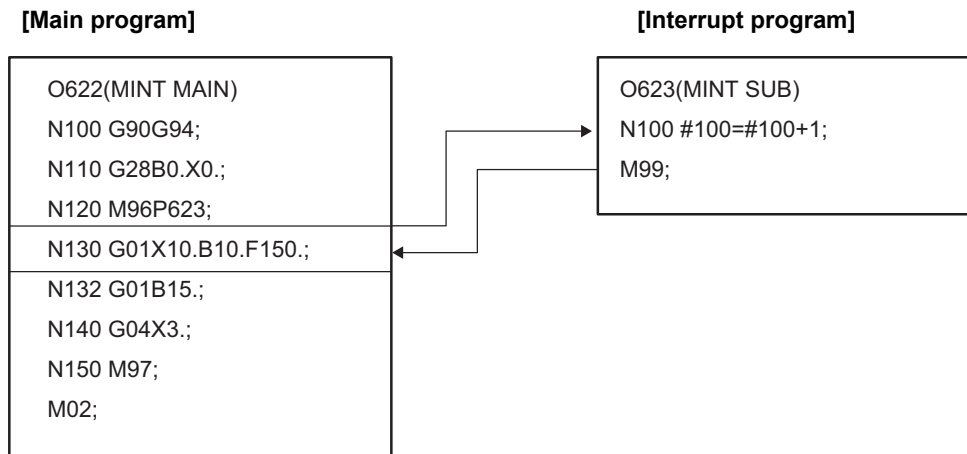 [Main program]
O622(MINT MAIN)
N100 G90G94;
N110 G28B0.X0.;
N120 M96P623;
N130 G01X10.B10.F150.;
N132 G01B15.;
N140 G04X3.;
N150 M97;
M02;
[Interrupt program]
O623(MINT SUB)
N100 #100=#100+1;
M99;